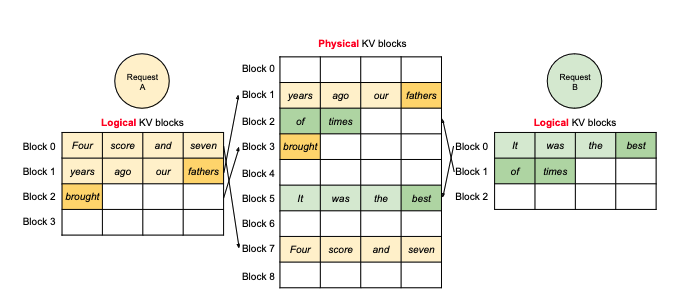 Physical KV blocks
Request
A
Request
B
Logical KV blocks
Block 0 Four score and seven
Block 1 years ago our fathers
Block 2 brought
Block 3
Block 0
Block 1 years ago our fathers
Block 2 of times
Block 3 brought
Block 4
Block 5 It was the best
Block 6
Block 7 Four score and seven
Block 8
Logical KV blocks
Block 0 It was the best
Block 1 of times
Block 2